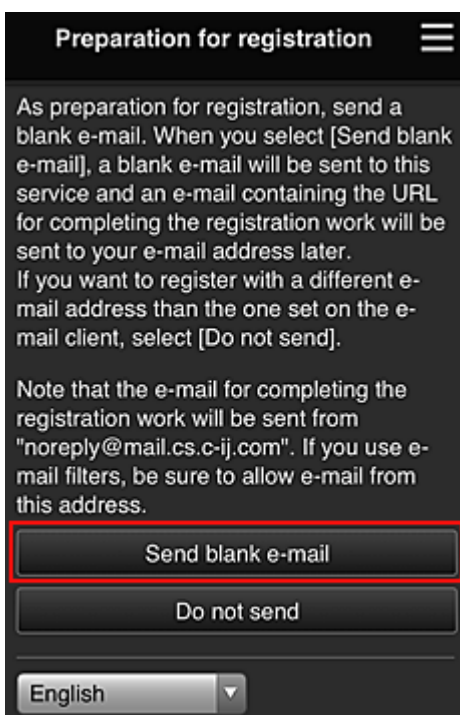 Preparation for registration
As preparation for registration, send a
blank e-mail. When you select [Send blank
e-mail], a blank e-mail will be sent to this
service and an e-mail containing the URL
for completing the registration work will be
sent to your e-mail address later.
If you want to register with a different e-
mail address than the one set on the e-
mail client, select [Do not send].
Note that the e-mail for completing the
registration work will be sent from
"noreply@mail.cs.c-ij.com". If you use e-
mail filters, be sure to allow e-mail from
this address.
Send blank e-mail
Do not send
English